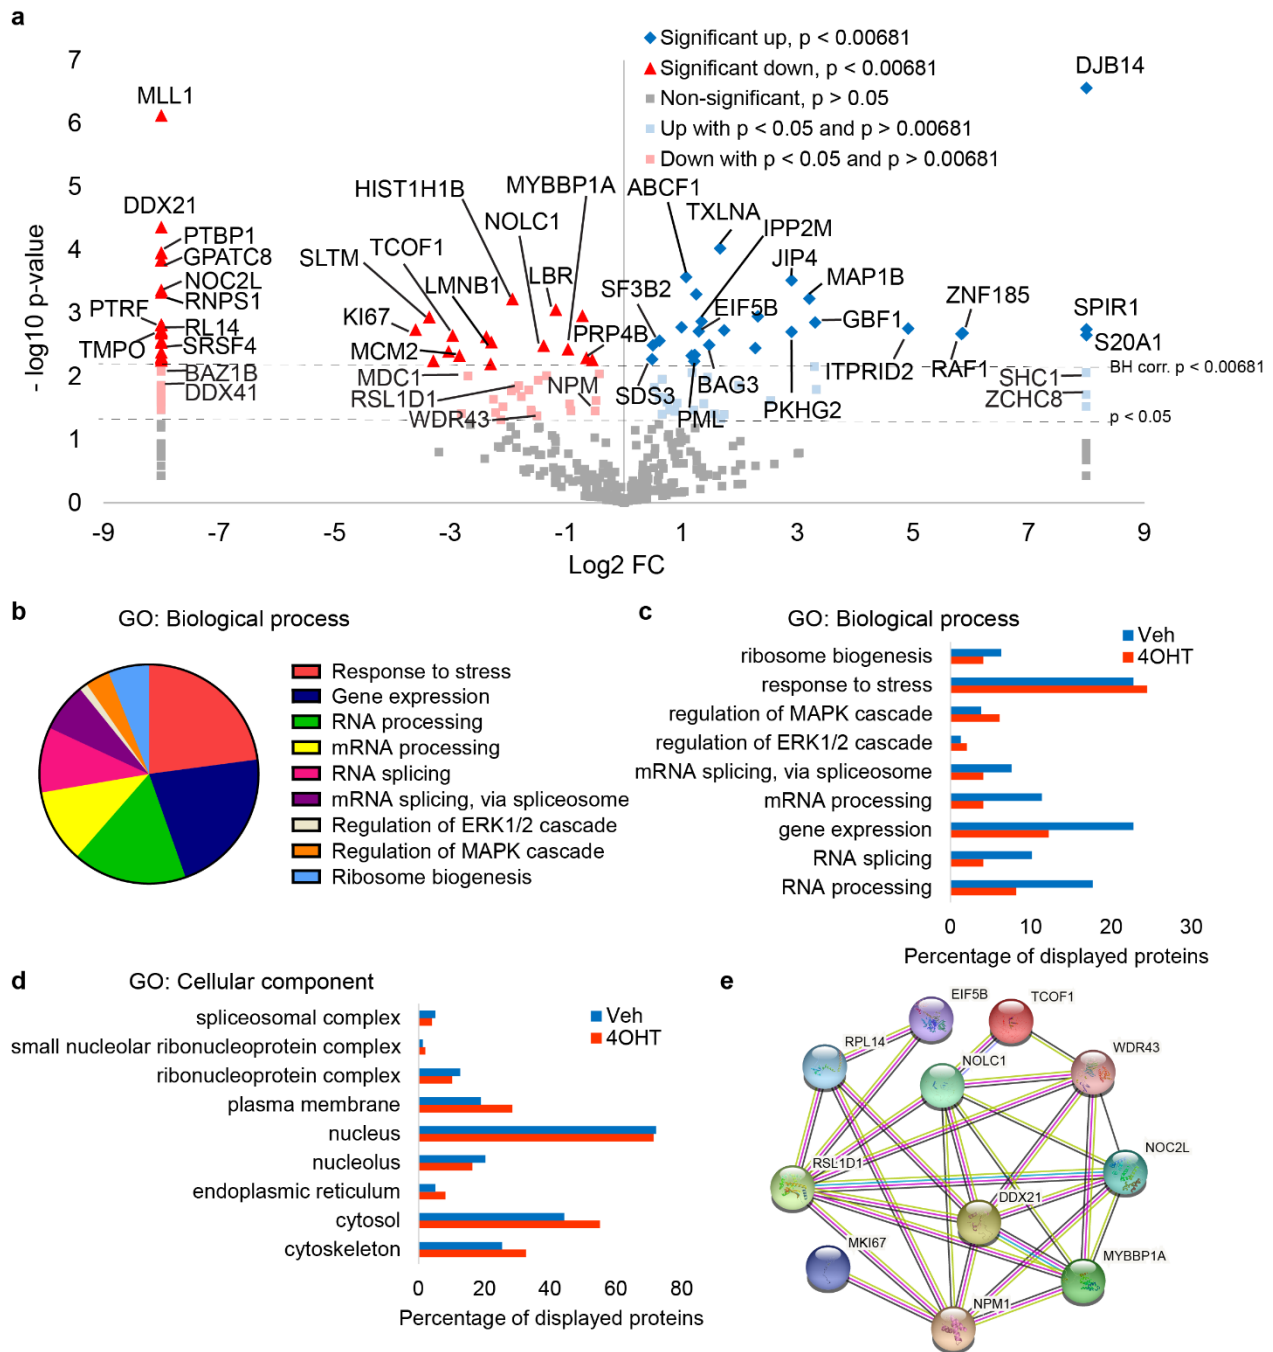 a
Significant up, p < 0.00681
Significant down, p < 0.00681
Non-significant, p > 0.05
Up with p < 0.05 and p > 0.00681
Down with p < 0.05 and p > 0.00681
7
6
5
4
3
2
1
0
- log10 p-value
DJB14
MLL1
DDX21
PTBP1
GPATC8
NOC2L
RNPS1
PTRF
RL14
TMPO
SRSF4
BAZ1B
DDX41
HIST1H1B
MYBBP1A
ABCF1
NOLC1
TXLNA
TCOF1
IPP2M
SLTM
LMNB1
LBR
SF3B2
JIP4
MAP1B
KI67
EIF5B
ZNF185
SPIR1
MCM2
PRP4B
GBF1
S20A1
MDC1
RSL1D1
NPM
SDS3
BAG3
ITPRID2
RAF1
BH corr. p < 0.00681
SHC1
ZCHC8
WDR43
PML
PKHG2
p < 0.05
-9
-7
-5
-3
-1
1
3
5
7
9
Log2 FC
b
GO: Biological process
Response to stress
Gene expression
RNA processing
mRNA processing
RNA splicing
mRNA splicing, via spliceosome
Regulation of ERK1/2 cascade
Regulation of MAPK cascade
Ribosome biogenesis
c
GO: Biological process
Veh
4OHT
ribosome biogenesis
response to stress
regulation of MAPK cascade
regulation of ERK1/2 cascade
mRNA splicing, via spliceosome
mRNA processing
gene expression
RNA splicing
RNA processing
0
10
20
30
Percentage of displayed proteins
d
GO: Cellular component
Veh
4OHT
spliceosomal complex
small nucleolar ribonucleoprotein complex
ribonucleoprotein complex
plasma membrane
nucleus
nucleolus
endoplasmic reticulum
cytosol
cytoskeleton
0
20
40
60
80
Percentage of displayed proteins
e
EIF5B
TCOF1
RPL14
NOLC1
WDR43
NOC2L
RSL1D1
DDX21
MKI67
MYBBP1A
NPM1